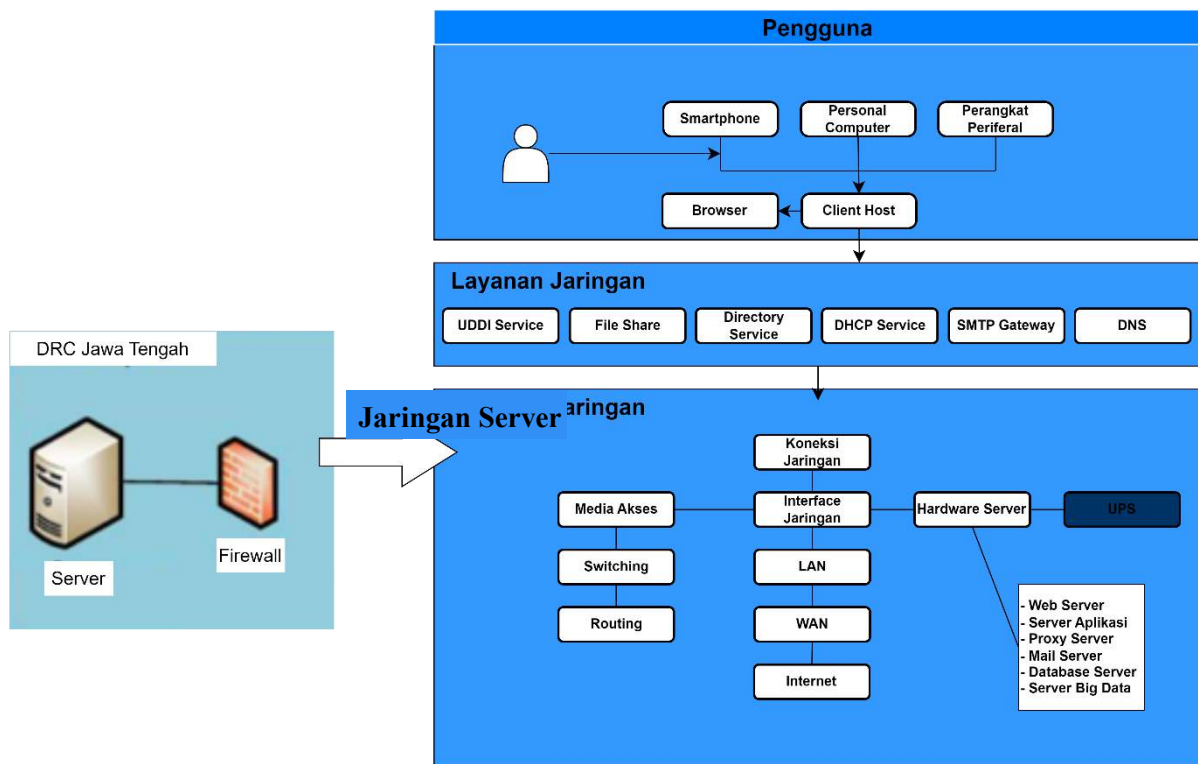 Pengguna
Smartphone
Personal
Computer
Perangkat
Periferal
Browser
Client Host
Layanan Jaringan
UDDI Service
File Share
Directory
Service
DHCP Service
SMTP Gateway
DNS
DRC Jawa Tengah
Server
Firewall
Jaringan Server
aringan
Koneksi
Jaringan
Media Akses
Interface
Jaringan
Hardware Server
UPS
Switching
LAN
Routing
WAN
Internet
- Web Server
- Server Aplikasi
- Proxy Server
- Mail Server
- Database Server
- Server Big Data